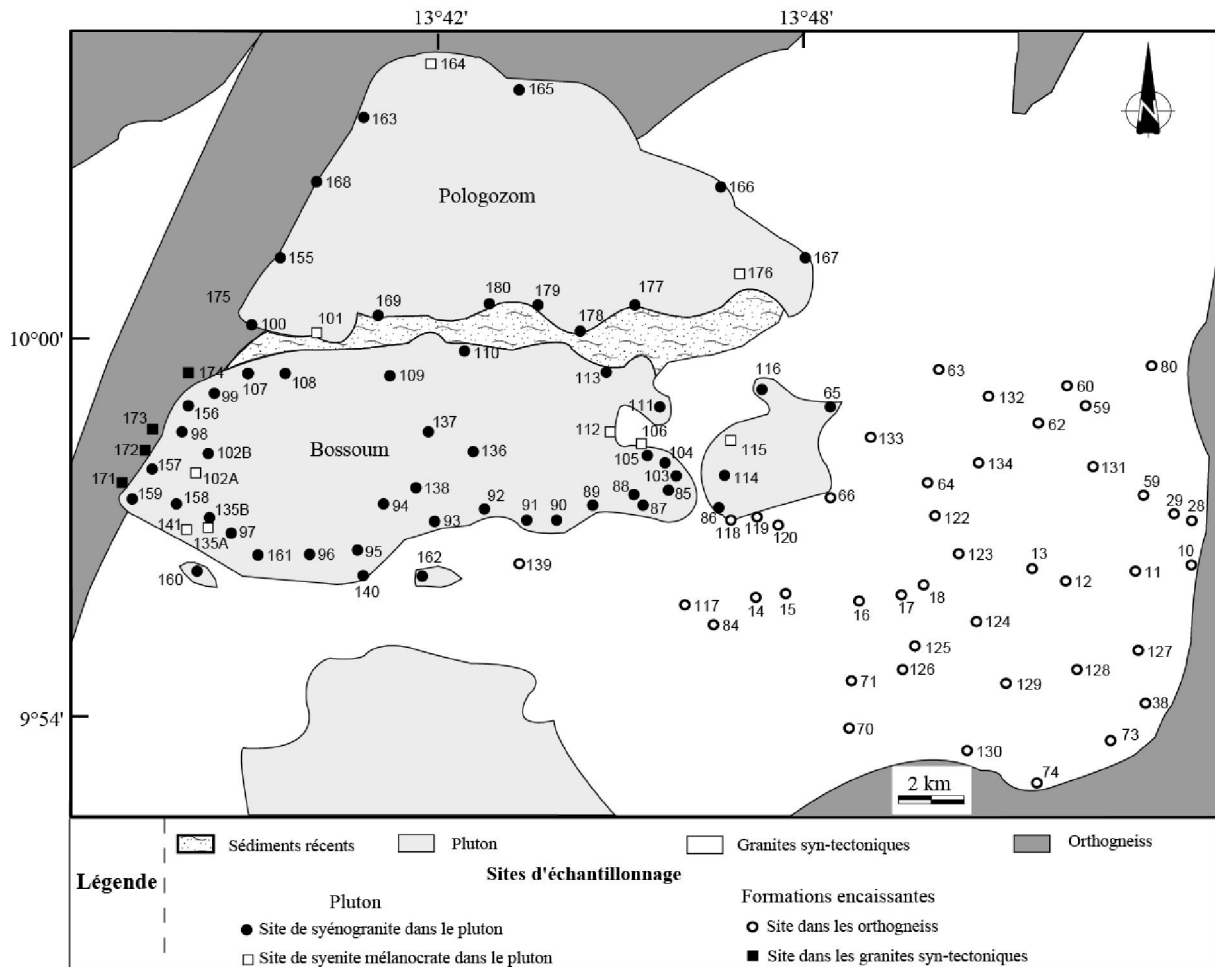 13°42' 13°48'
164
165
163
N
168 166
Pologozom
155 167
176
175 180 179 177
169
101
100 178
10°00'
110
174 107 108 109 113 116 63 80
99 132 60
156 111 65 59
173 137 112 106 62
98 133
172 102B Bossoum 136 105 104 115 134 131
157 102A 103 114
171 138 64 59
159 158 135B 94 92 88 85 66 29
141 97 93 91 90 89 87 86 118 119 122 28
135A 120
161 96 95 123 13
160 140 162 139 12 11 10
117 14 15 16 17 18
84 124
125 127
126 128
71 129
38
9°54' 70 73
130
74
2 km
Sédiments récents Pluton Granites syn-tectoniques Orthogneiss
Légende
Sites d'échantillonnage
Pluton Formations encaissantes
Site de syénogranite dans le pluton Site dans les orthogneiss
Site de syenite mélanocrate dans le pluton Site dans les granites syn-tectoniques